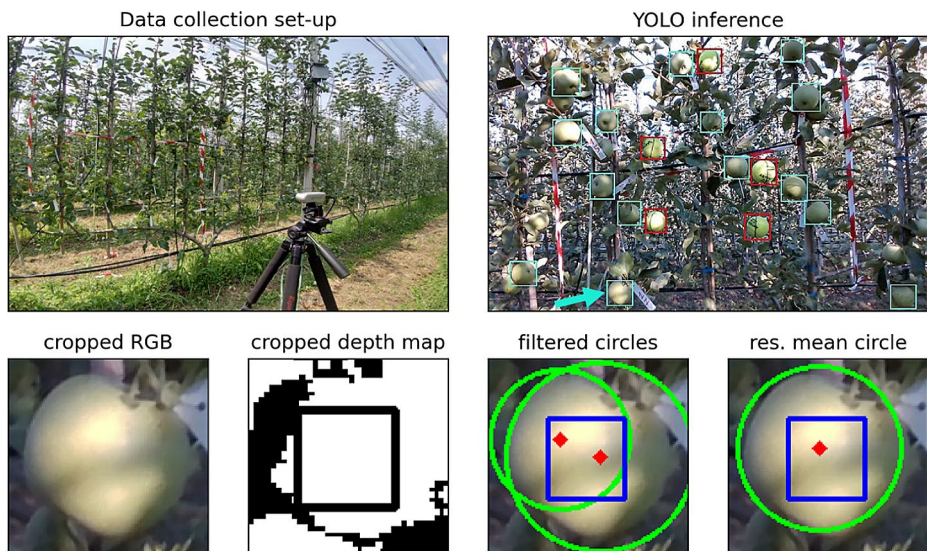 Data collection set-up
YOLO inference
cropped RGB
cropped depth map
filtered circles
res. mean circle